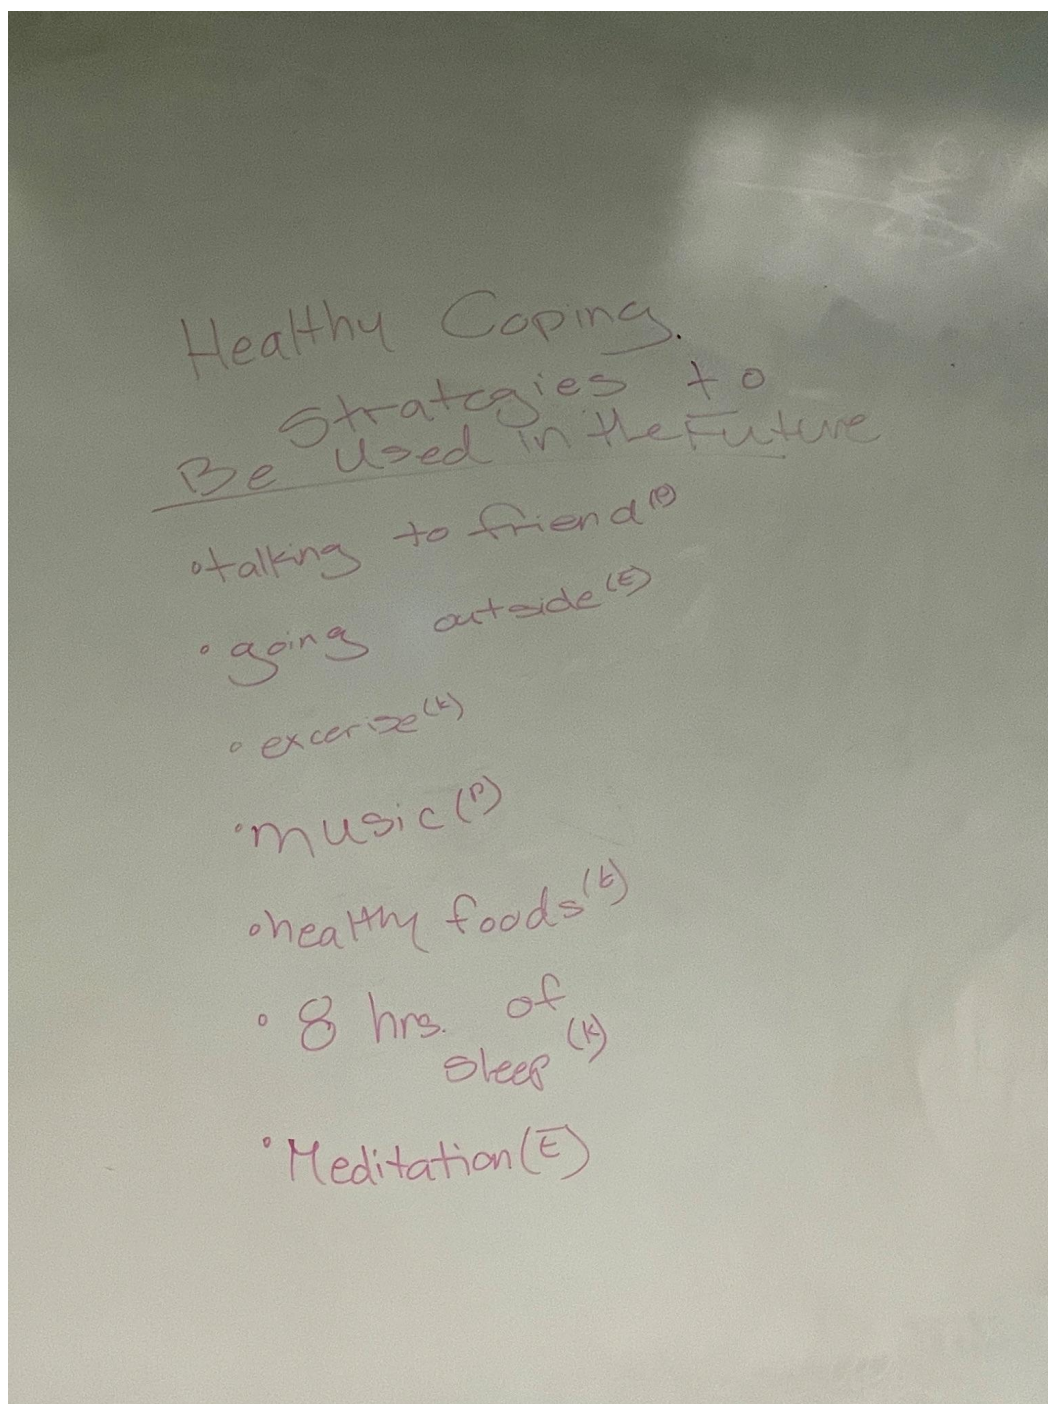 Healthy Coping
Strategies to
Be Used in the Future
• talking to friend (P)
• going outside (E)
• excerise (K)
• music (P)
• healthy foods (E)
• 8 hrs. of
sleep (K)
• Meditation (E)